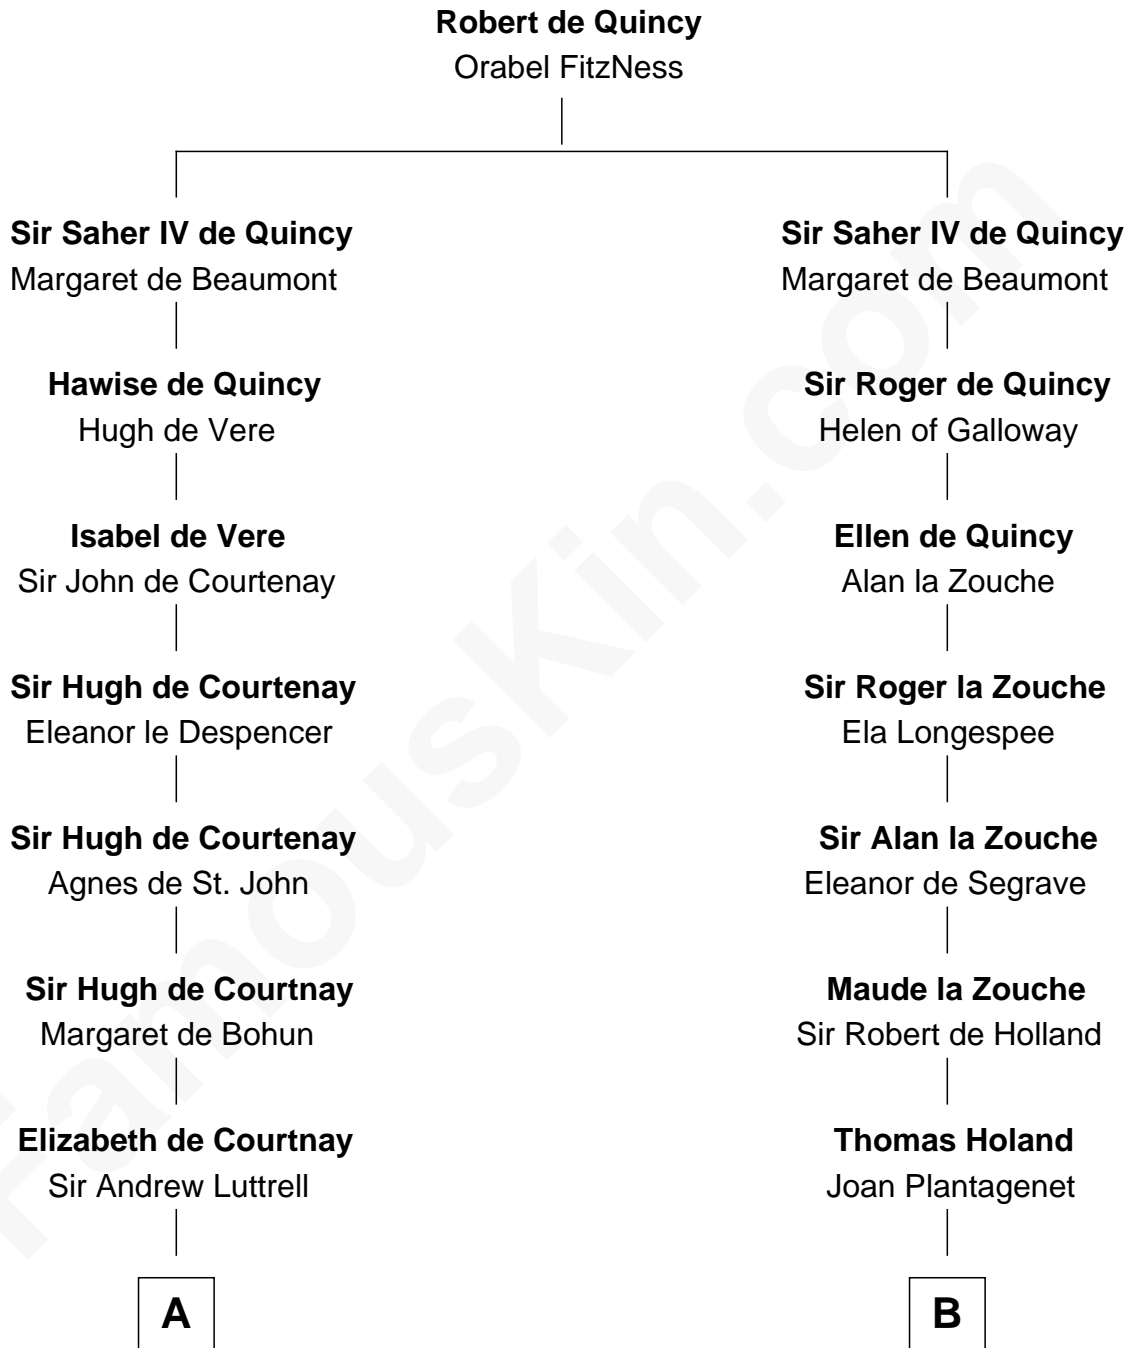 Robert de Quincy
Orabel FitzNess
Sir Saher IV de Quincy
Margaret de Beaumont
Hawise de Quincy
Hugh de Vere
Isabel de Vere
Sir John de Courtenay
Sir Hugh de Courtenay
Eleanor le Despencer
Sir Hugh de Courtenay
Agnes de St. John
Sir Hugh de Courtnay
Margaret de Bohun
Elizabeth de Courtnay
Sir Andrew Luttrell
A
Sir Saher IV de Quincy
Margaret de Beaumont
Sir Roger de Quincy
Helen of Galloway
Ellen de Quincy
Alan la Zouche
Sir Roger la Zouche
Ela Longespee
Sir Alan la Zouche
Eleanor de Segrave
Maude la Zouche
Sir Robert de Holland
Thomas Holand
Joan Plantagenet
B
FamousKin.com